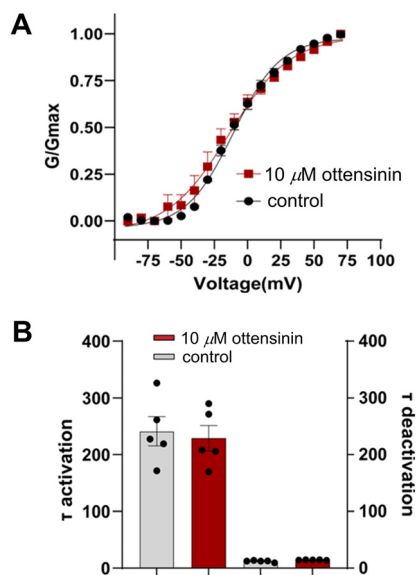 A
1.00
0.75
0.50
0.25
0.00
G/Gmax
10 μM ottensinin
control
-75 -50 -25 0 25 50 75 100
Voltage(mV)
B
10 μM ottensinin
control
400 400
300 300
200 200
100 100
0 0
τ activation
τ deactivation